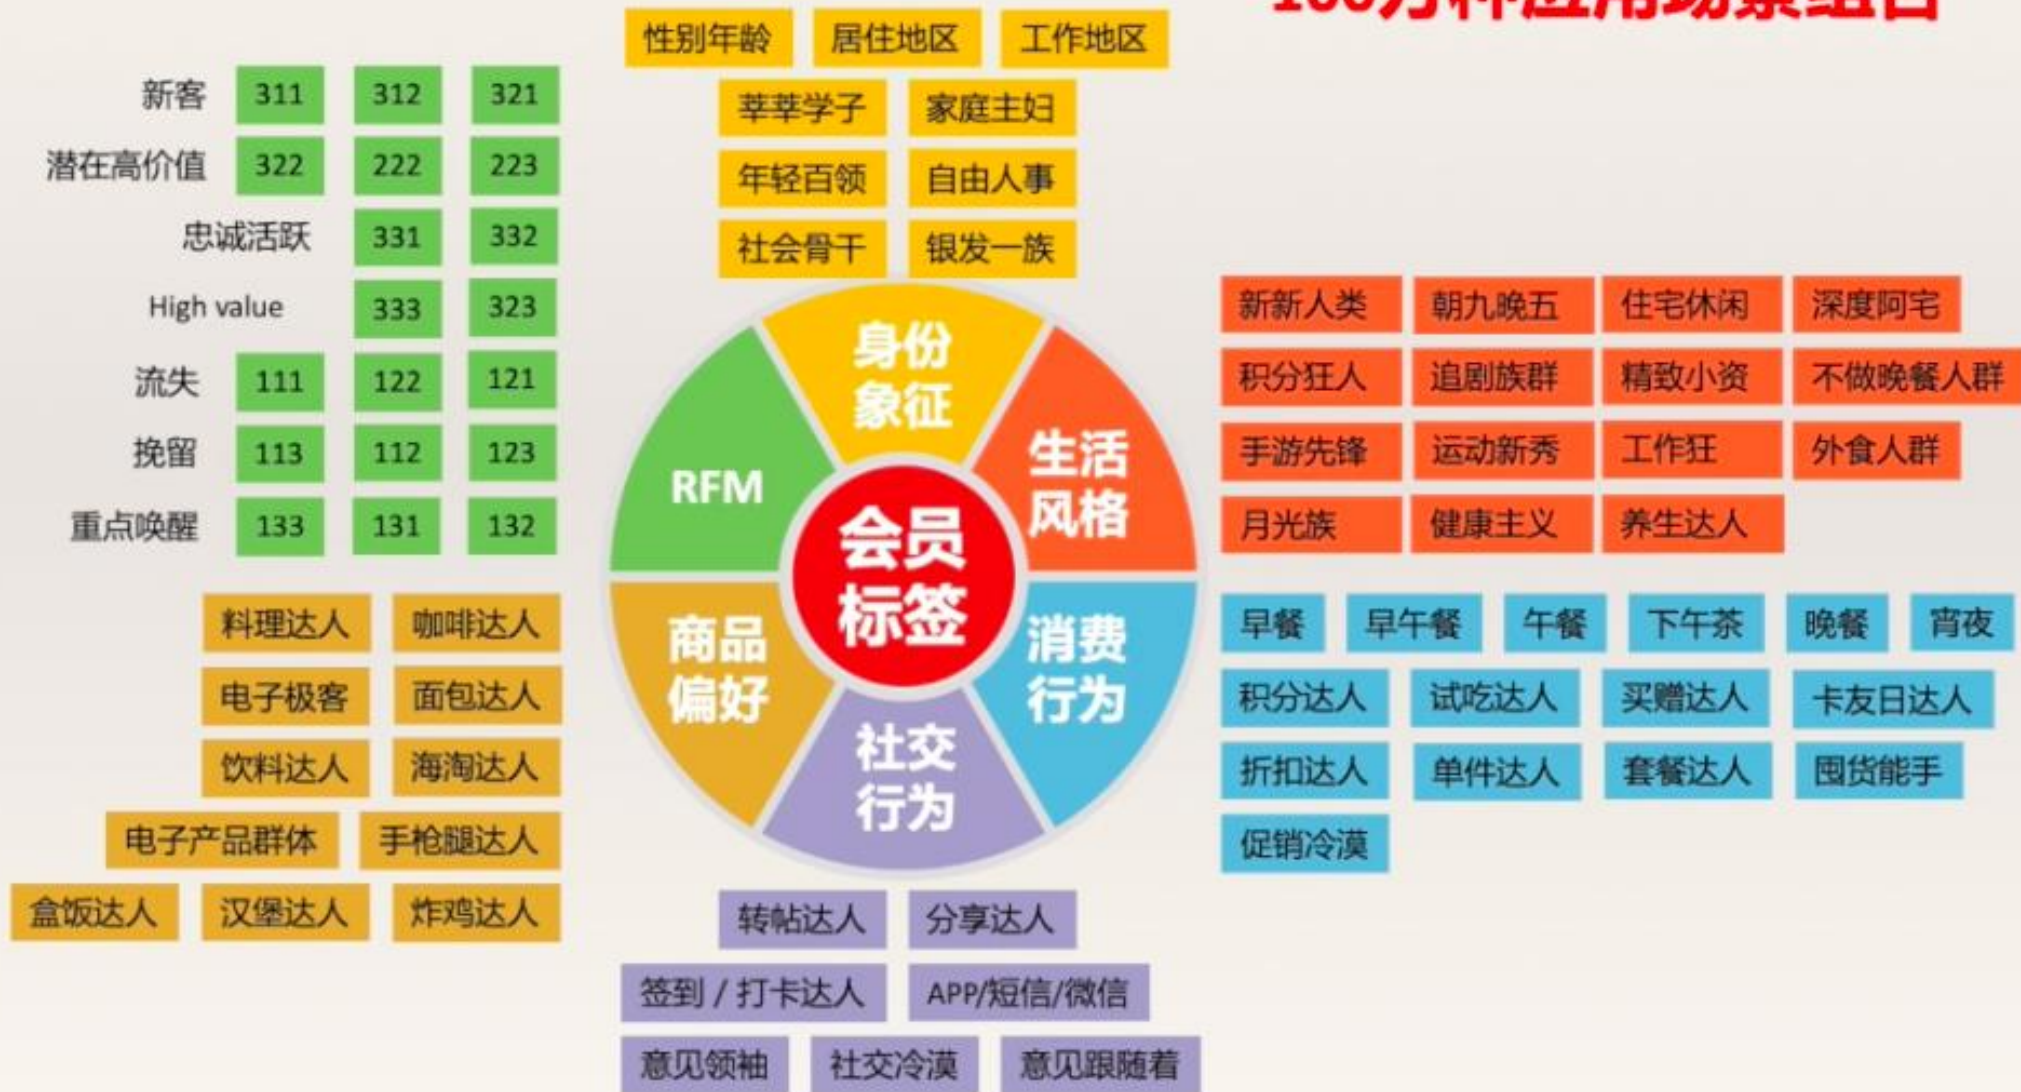 100万种应用场景组合
性别年龄 居住地区 工作地区
莘莘学子 家庭主妇
年轻百领 自由人事
社会骨干 银发一族
新客 311 312 321
潜在高价值 322 222 223
忠诚活跃 331 332
High value 333 323
流失 111 122 121
挽留 113 112 123
重点唤醒 133 131 132
身份
象征
RFM
生活
风格
会员
标签
商品
偏好
消费
行为
社交
行为
新新人类 朝九晚五 住宅休闲 深度阿宅
积分狂人 追剧族群 精致小资 不做晚餐人群
手游先锋 运动新秀 工作狂 外食人群
月光族 健康主义 养生达人
早餐 早午餐 午餐 下午茶 晚餐 宵夜
积分达人 试吃达人 买赠达人 卡友日达人
折扣达人 单件达人 套餐达人 囤货能手
促销冷漠
料理达人 咖啡达人
电子极客 面包达人
饮料达人 海淘达人
电子产品群体 手枪腿达人
盒饭达人 汉堡达人 炸鸡达人
转帖达人 分享达人
签到 / 打卡达人 APP/短信/微信
意见领袖 社交冷漠 意见跟随着